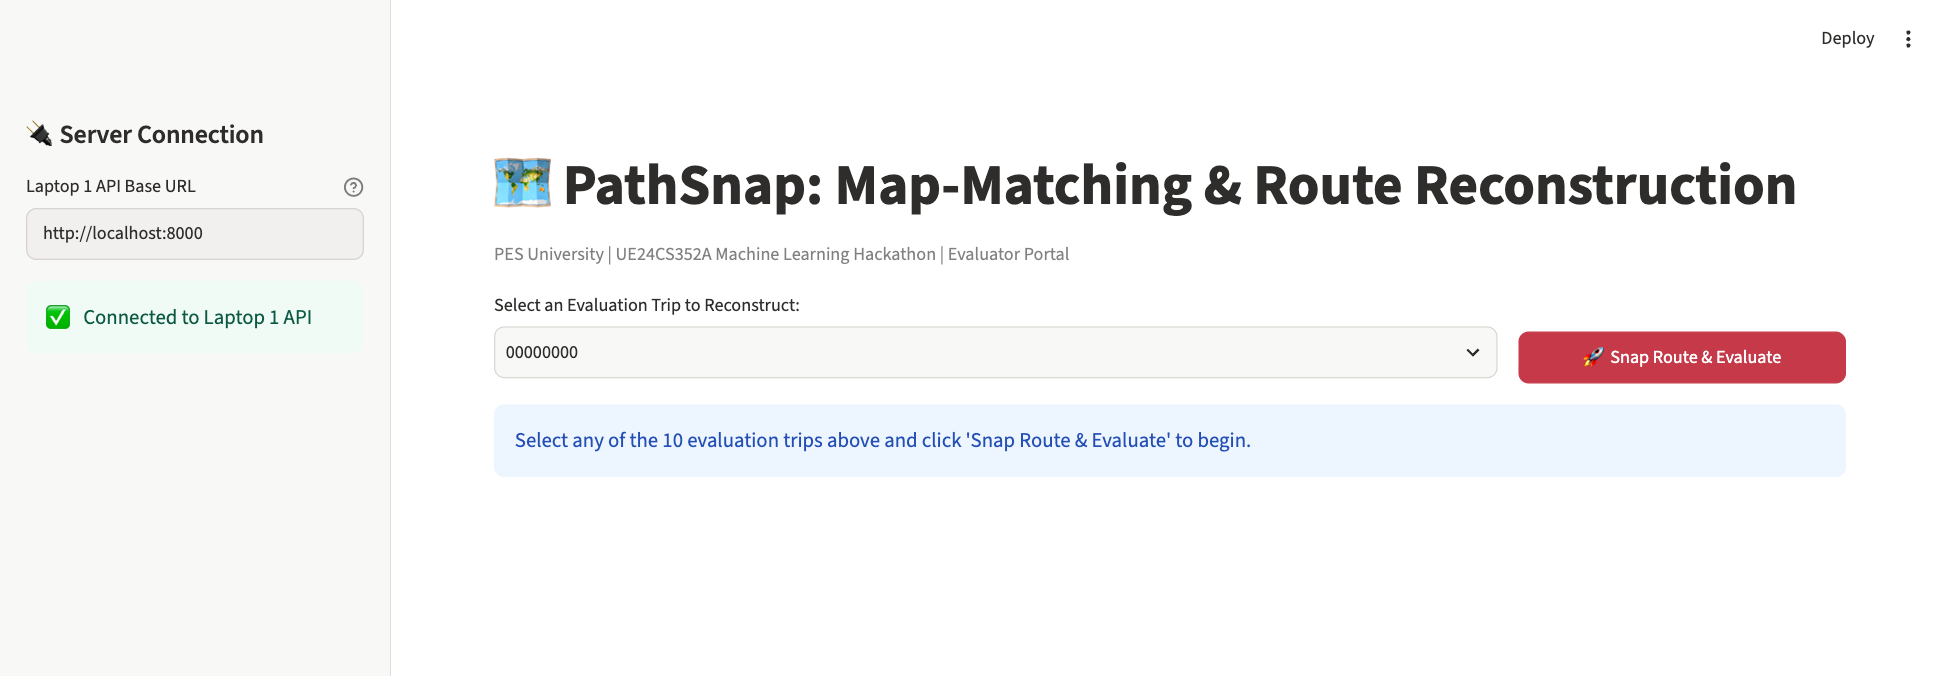 Deploy
Server Connection
Laptop 1 API Base URL
http://localhost:8000
Connected to Laptop 1 API
PathSnap: Map-Matching & Route Reconstruction
PES University | UE24CS352A Machine Learning Hackathon | Evaluator Portal
Select an Evaluation Trip to Reconstruct:
00000000
🚀 Snap Route & Evaluate
Select any of the 10 evaluation trips above and click 'Snap Route & Evaluate' to begin.